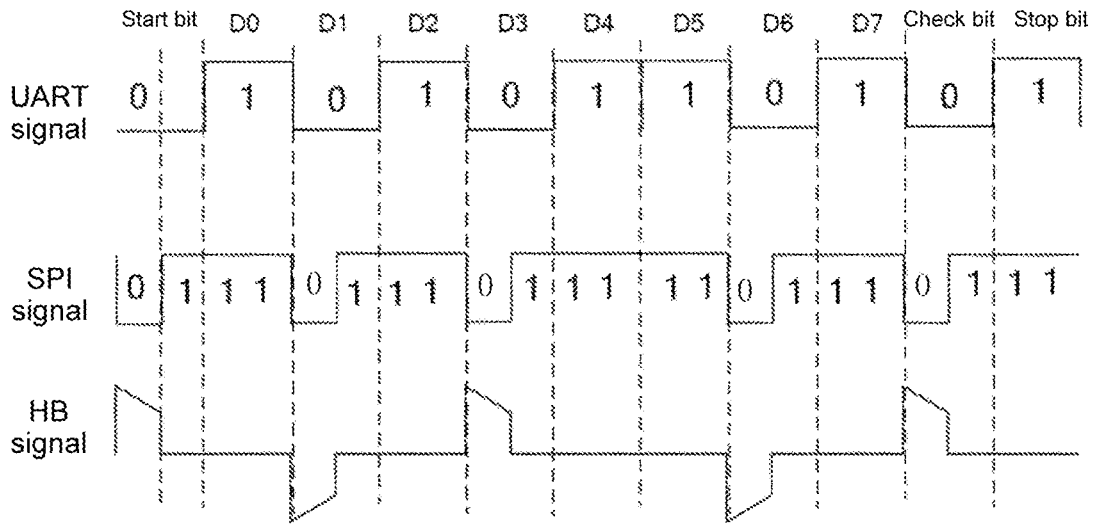 Start bit D0 D1 D2 D3 D4 D5 D6 D7 Check bit Stop bit
UART signal 0 1 0 1 0 1 1 0 1 0 1
SPI signal 0 1 1 1 0 1 1 1 0 1 1 1 1 1 0 1 1 1 0 1 1 1
HB signal